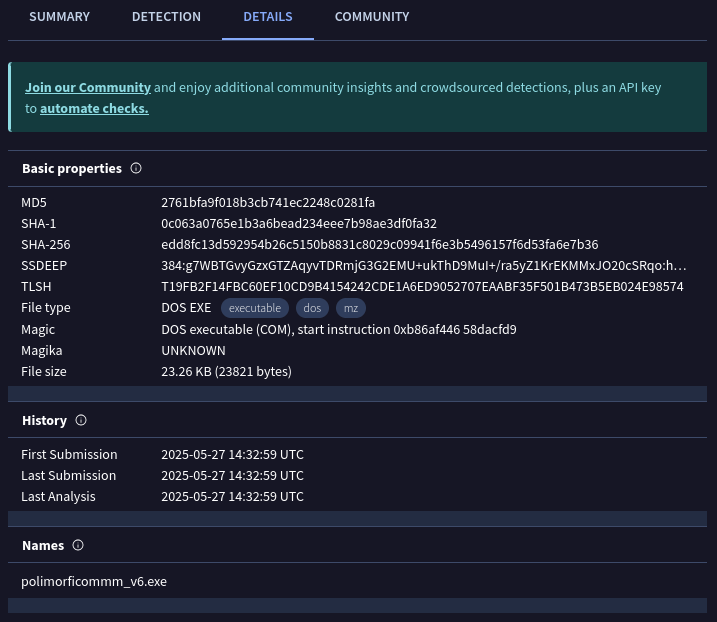 SUMMARY DETECTION DETAILS COMMUNITY
Join our Community and enjoy additional community insights and crowdsourced detections, plus an API key
to automate checks.
Basic properties
MD5 2761bfa9f018b3cb741ec2248c0281fa
SHA-1 0c063a0765e1b3a6bead234eee7b98ae3df0fa32
SHA-256 edd8fc13d592954b26c5150b8831c8029c09941f6e3b5496157f6d53fa6e7b36
SSDEEP 384:g7WBTGvyGzxGTZAqyvTDRmjG3G2EMU+ukThD9MuI+/ra5yZ1KrEKMMxJO20cSRqo:h...
TLSH T19FB2F14FBC60EF10CD9B4154242CDE1A6ED9052707EAABF35F501B473B5EB024E98574
File type DOS EXE executable dos mz
Magic DOS executable (COM), start instruction 0xb86af446 58dacfd9
Magika UNKNOWN
File size 23.26 KB (23821 bytes)
History
First Submission 2025-05-27 14:32:59 UTC
Last Submission 2025-05-27 14:32:59 UTC
Last Analysis 2025-05-27 14:32:59 UTC
Names
polimorficommm_v6.exe